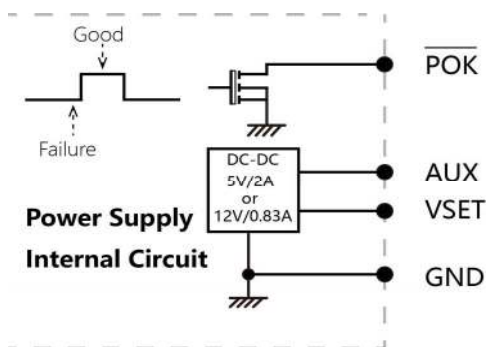 Good
Failure
POK
DC-DC
5V/2A
or
12V/0.83A
AUX
VSET
Power Supply
Internal Circuit
GND